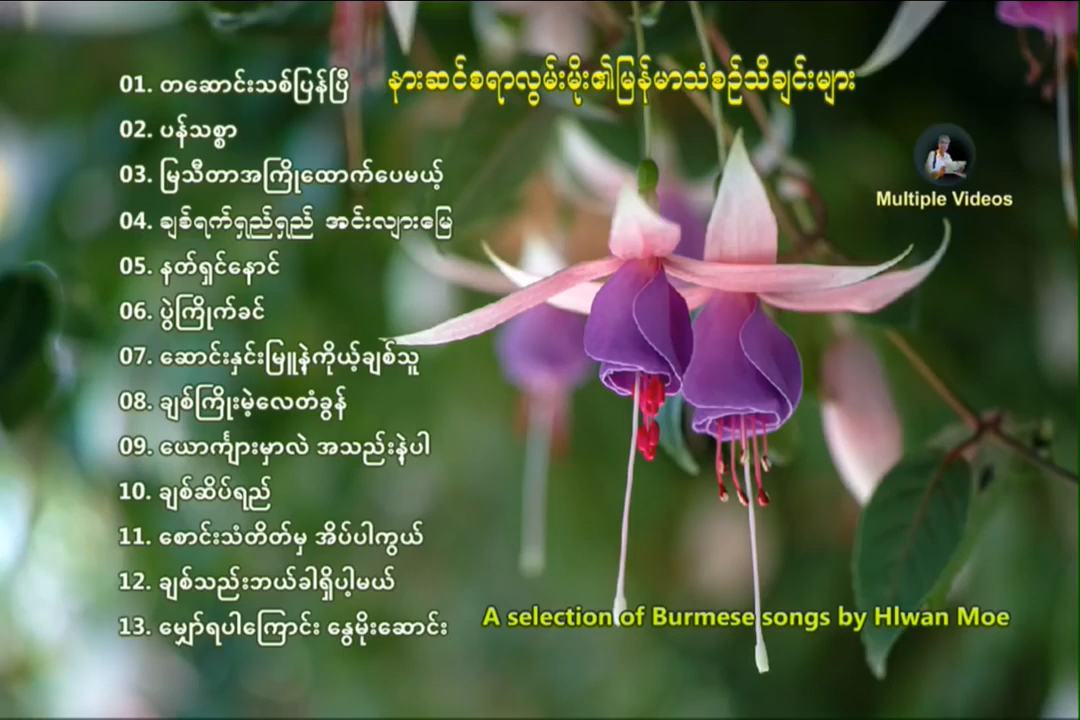 နားဆင်စရာလွမ်းမိုး၏မြန်မာသံစဉ်သီချင်းများ
01. တဆောင်းသစ်ပြန်ပြီ
02. ပန်သစ္စာ
03. မြသီတာအကြိုထောက်ပေမယ့်
04. ချစ်ရက်ရှည်ရှည် အင်းလျားမြေ
05. နတ်ရှင်နောင်
06. ပွဲကြိုက်ခင်
07. ဆောင်းနှင်းမြူနဲ့ကိုယ့်ချစ်သူ
08. ချစ်ကြိုးမဲ့လေတံခွန်
09. ယောင်္ကျားမှာလဲ အသည်းနဲ့ပါ
10. ချစ်ဆိပ်ရည်
11. စောင်းသံတိတ်မှ အိပ်ပါကွယ်
12. ချစ်သည်းဘယ်ခါရှိပါ့မယ်
13. မျှော်ရပါကြောင်း နွေမိုးဆောင်း
Multiple Videos
A selection of Burmese songs by Hlwan Moe